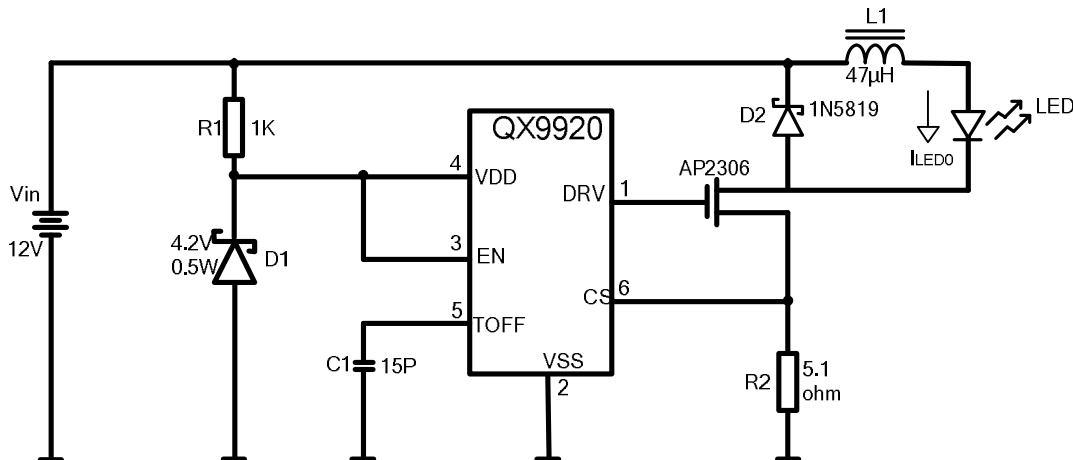 L1
47µH
QX9920
R1 1K
D2 1N5819
LED
ILED0
AP2306
4 VDD
DRV 1
Vin
12V
4.2V
0.5W
D1
3 EN
CS 6
5 TOFF
C1 15P
VSS
2
R2 5.1
ohm